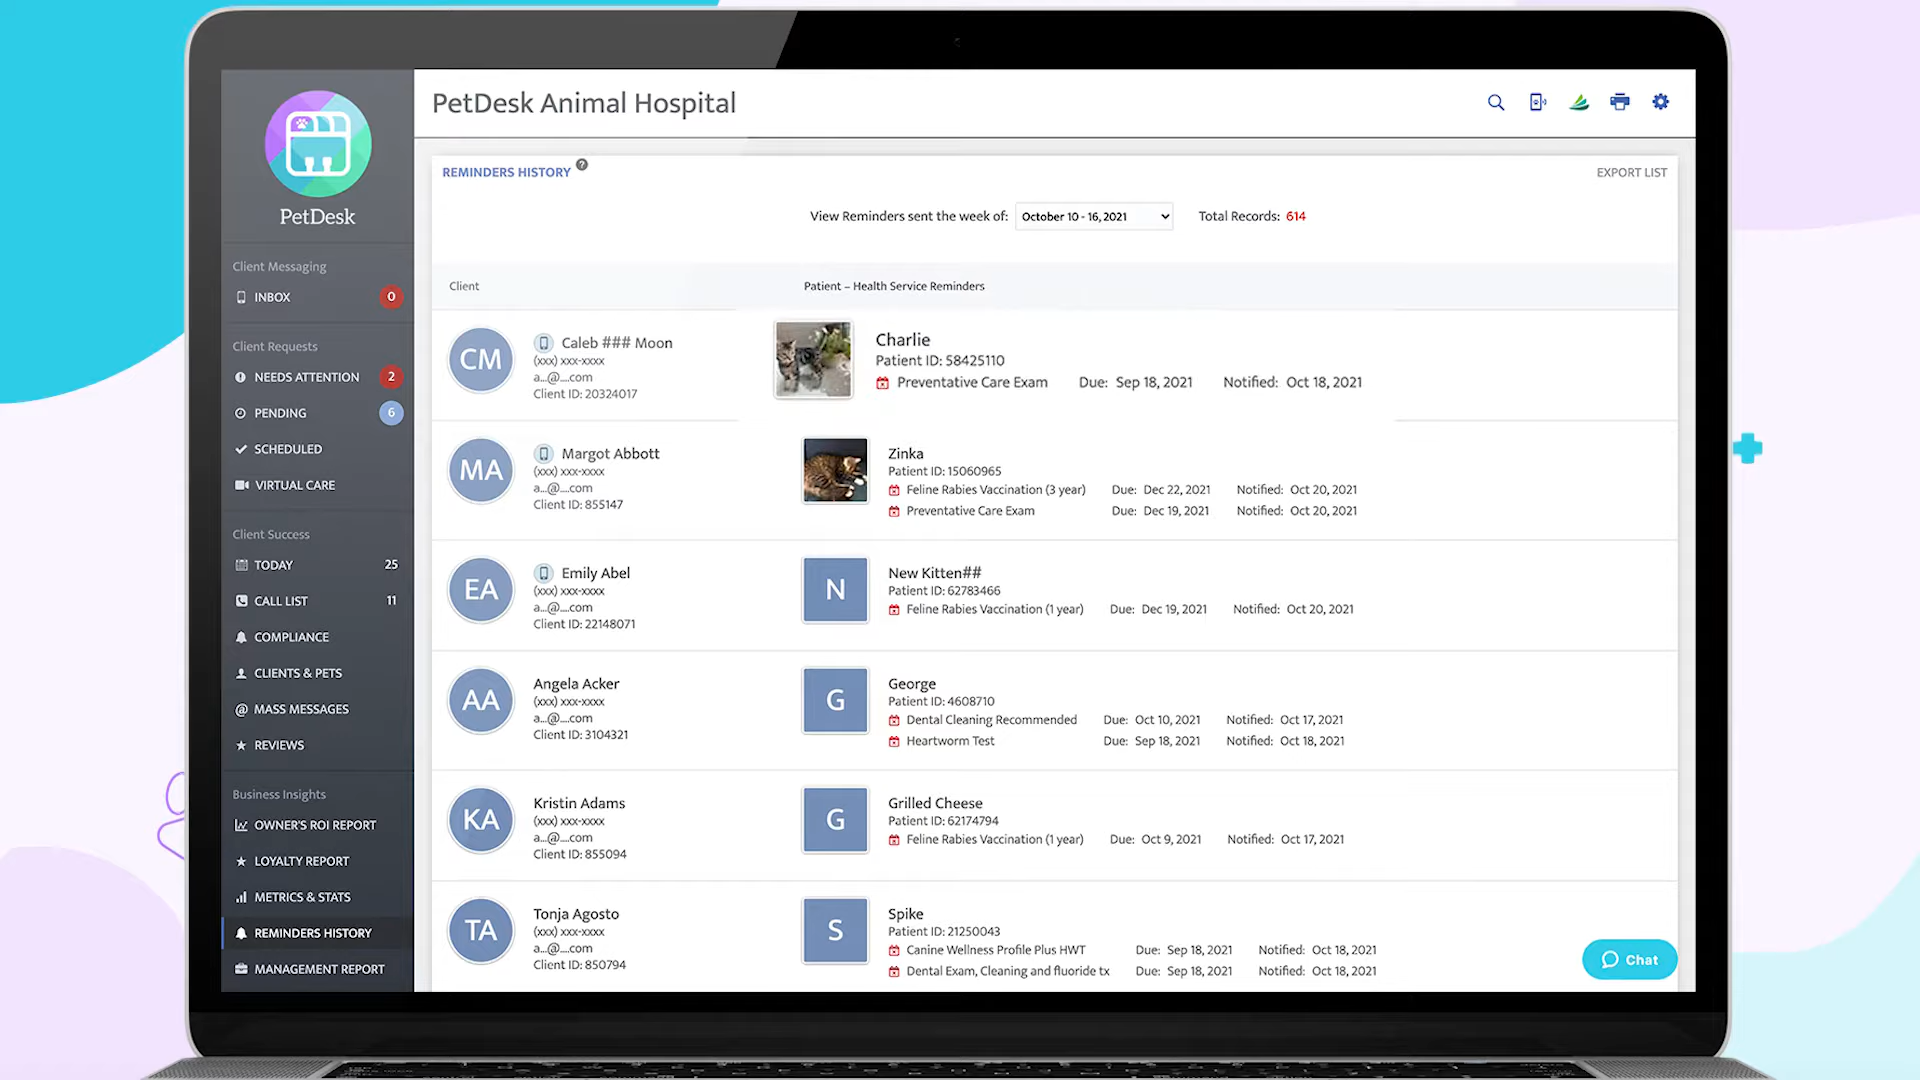 PetDesk
Client Messaging
INBOX 0
Client Requests
NEEDS ATTENTION 2
PENDING 6
SCHEDULED
VIRTUAL CARE
Client Success
TODAY 25
CALL LIST 11
COMPLIANCE
CLIENTS & PETS
@ MASS MESSAGES
REVIEWS
Business Insights
OWNER'S ROI REPORT
LOYALTY REPORT
METRICS & STATS
REMINDERS HISTORY
MANAGEMENT REPORT
PetDesk Animal Hospital
REMINDERS HISTORY ?
EXPORT LIST
View Reminders sent the week of: October 10 - 16, 2021 Total Records: 614
Client Patient – Health Service Reminders
CM
Caleb ### Moon
(xxx) xxx-xxxx
a...@....com
Client ID: 20324017
Charlie
Patient ID: 58425110
Preventative Care Exam Due: Sep 18, 2021 Notified: Oct 18, 2021
MA
Margot Abbott
(xxx) xxx-xxxx
a...@....com
Client ID: 855147
Zinka
Patient ID: 15060965
Feline Rabies Vaccination (3 year) Due: Dec 22, 2021 Notified: Oct 20, 2021
Preventative Care Exam Due: Dec 19, 2021 Notified: Oct 20, 2021
EA
Emily Abel
(xxx) xxx-xxxx
a...@....com
Client ID: 22148071
N
New Kitten##
Patient ID: 62783466
Feline Rabies Vaccination (1 year) Due: Dec 19, 2021 Notified: Oct 20, 2021
AA
Angela Acker
(xxx) xxx-xxxx
a...@....com
Client ID: 3104321
G
George
Patient ID: 4608710
Dental Cleaning Recommended Due: Oct 10, 2021 Notified: Oct 17, 2021
Heartworm Test Due: Sep 18, 2021 Notified: Oct 18, 2021
KA
Kristin Adams
(xxx) xxx-xxxx
a...@....com
Client ID: 855094
G
Grilled Cheese
Patient ID: 62174794
Feline Rabies Vaccination (1 year) Due: Oct 9, 2021 Notified: Oct 17, 2021
TA
Tonja Agosto
(xxx) xxx-xxxx
a...@....com
Client ID: 850794
S
Spike
Patient ID: 21250043
Canine Wellness Profile Plus HWT Due: Sep 18, 2021 Notified: Oct 18, 2021
Dental Exam, Cleaning and fluoride tx Due: Sep 18, 2021 Notified: Oct 18, 2021
Chat